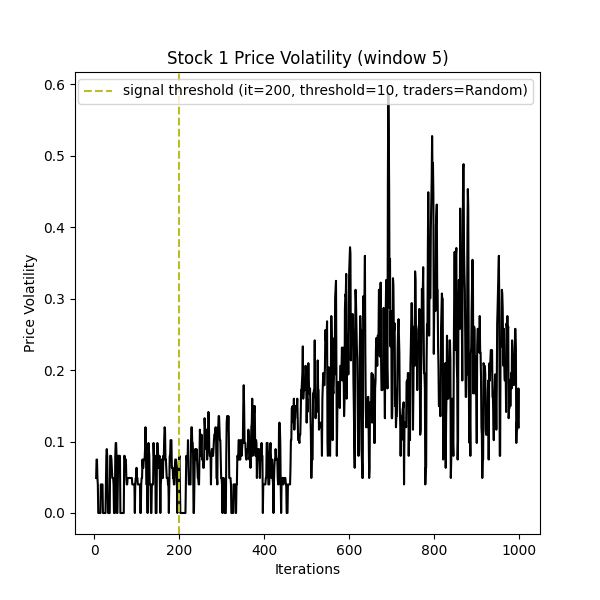 Stock 1 Price Volatility (window 5)
signal threshold (it=200, threshold=10, traders=Random)
0.6
0.5
0.4
0.3
0.2
0.1
0.0
Price Volatility
0 200 400 600 800 1000
Iterations